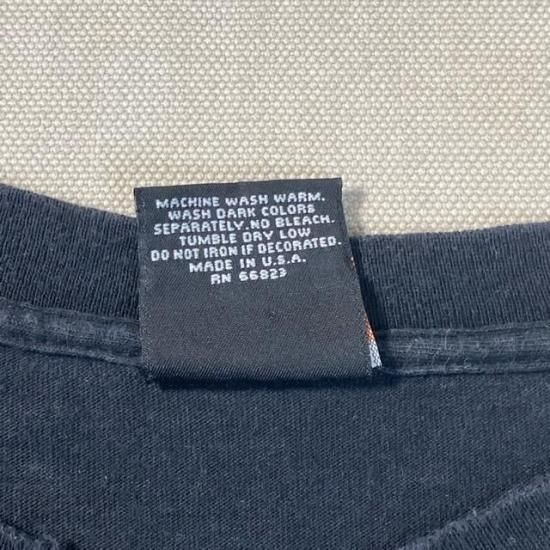 MACHINE WASH WARM.
WASH DARK COLORS
SEPARATELY. NO BLEACH.
TUMBLE DRY LOW
DO NOT IRON IF DECORATED.
MADE IN U.S.A.
RN 66823